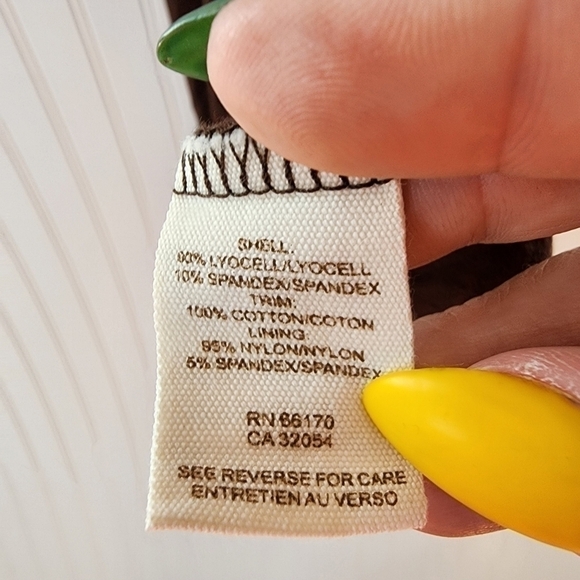 SHELL:
90% LYOCELL/LYOCELL
10% SPANDEX/SPANDEX
TRIM:
100% COTTON/COTON
LINING:
95% NYLON/NYLON
5% SPANDEX/SPANDEX
RN 66170
CA 32054
SEE REVERSE FOR CARE
ENTRETIEN AU VERSO